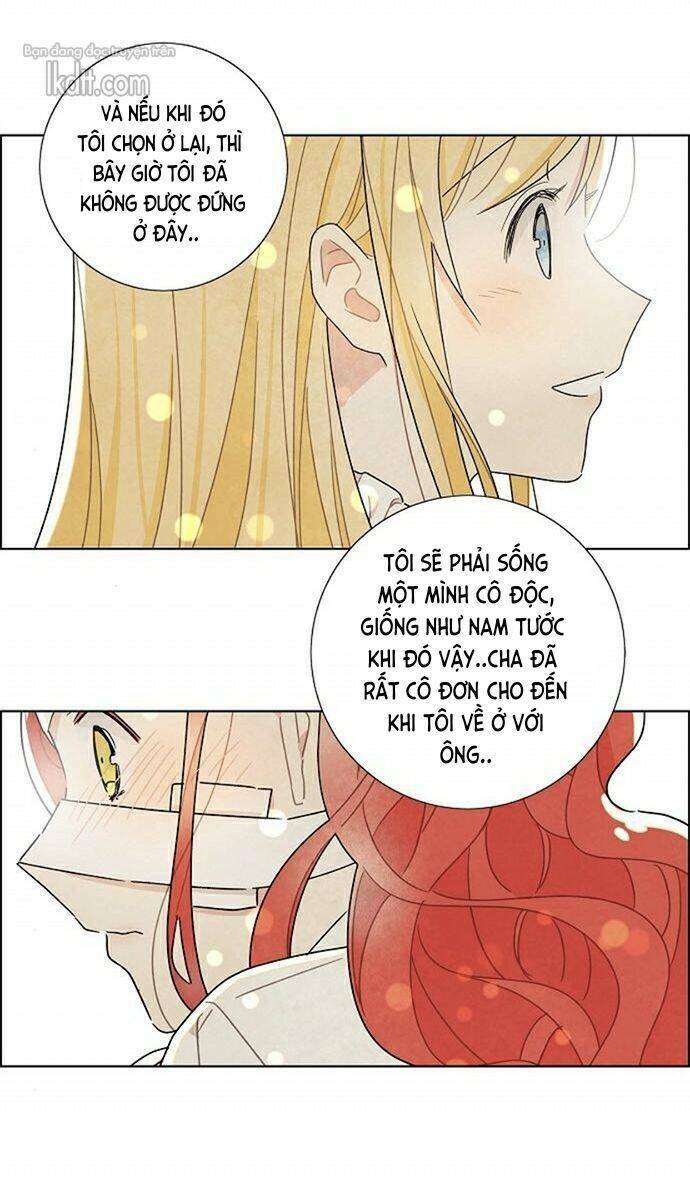 Bạn đang đọc truyện trên
lkdtt.com
VÀ NẾU KHI ĐÓ
TÔI CHỌN Ở LẠI, THÌ
BÂY GIỜ TÔI ĐÃ
KHÔNG ĐƯỢC ĐỨNG
Ở ĐÂY..
TÔI SẼ PHẢI SỐNG
MỘT MÌNH CÔ ĐỘC,
GIỐNG NHƯ NAM TƯỚC
KHI ĐÓ VẬY..CHA ĐÃ
RẤT CÔ ĐƠN CHO ĐẾN
KHI TÔI VỀ Ở VỚI
ÔNG..